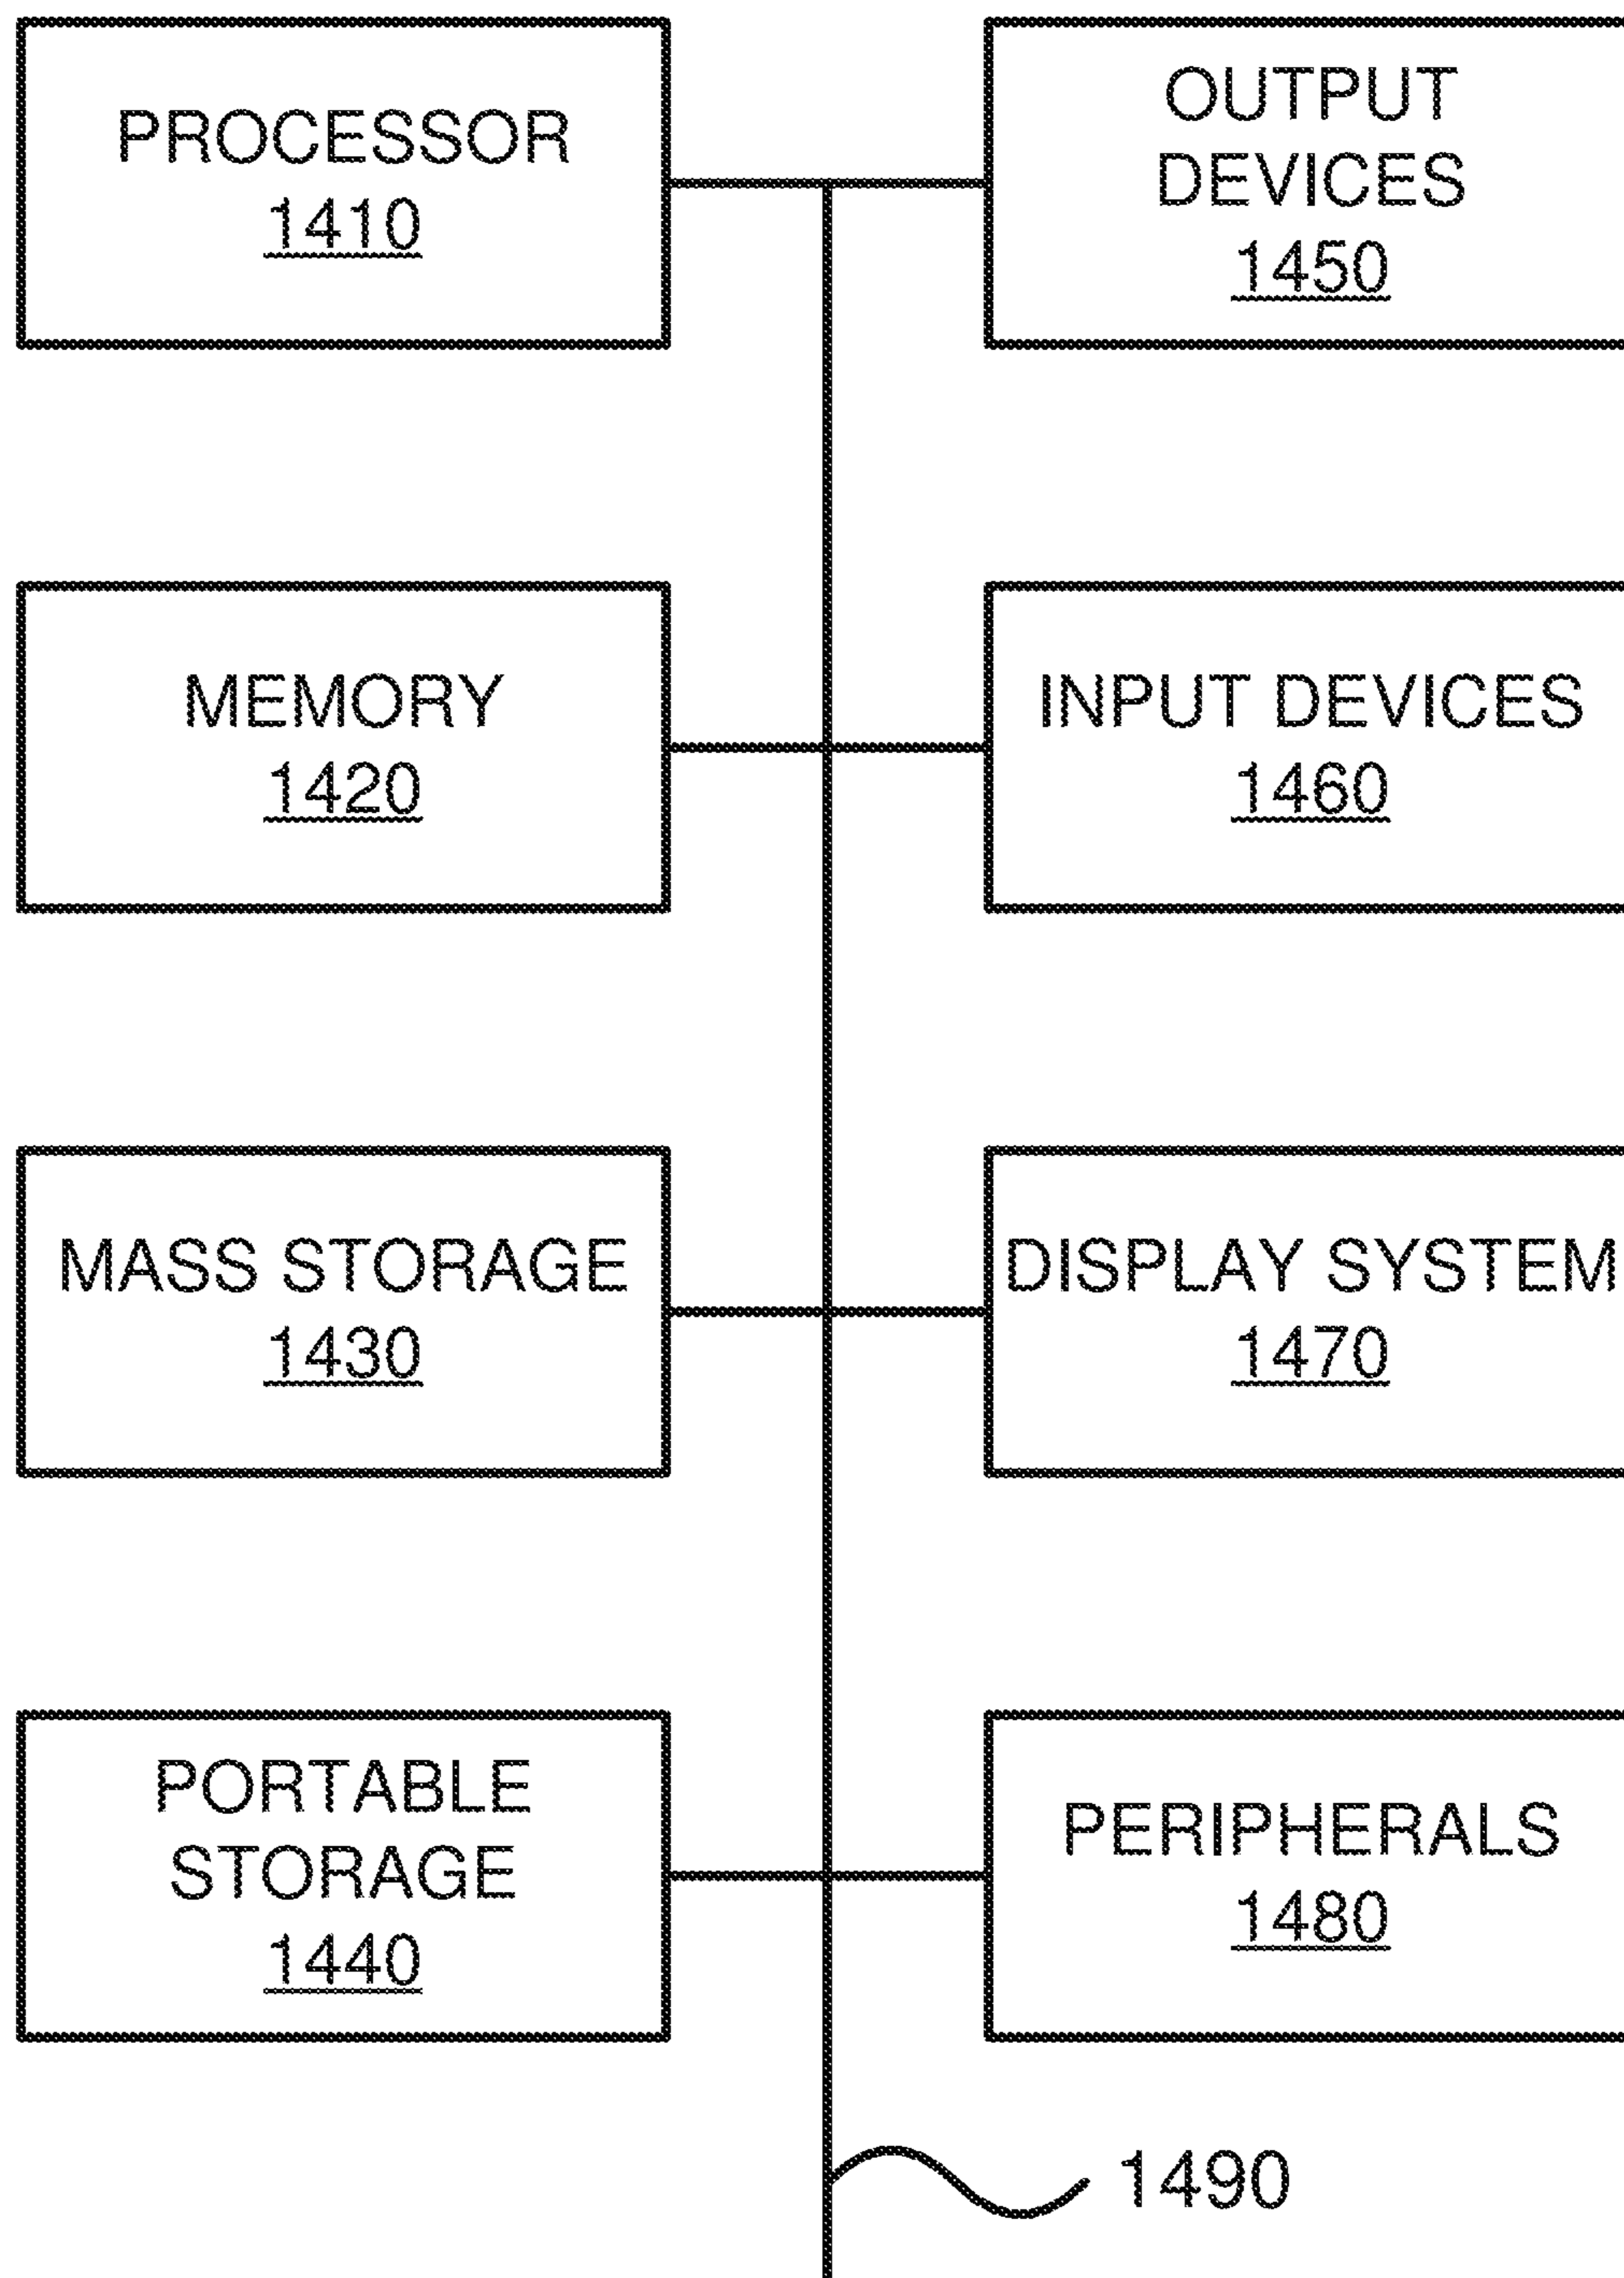 PROCESSOR
1410
OUTPUT
DEVICES
1450
MEMORY
1420
INPUT DEVICES
1460
MASS STORAGE
1430
DISPLAY SYSTEM
1470
PORTABLE
STORAGE
1440
PERIPHERALS
1480
1490